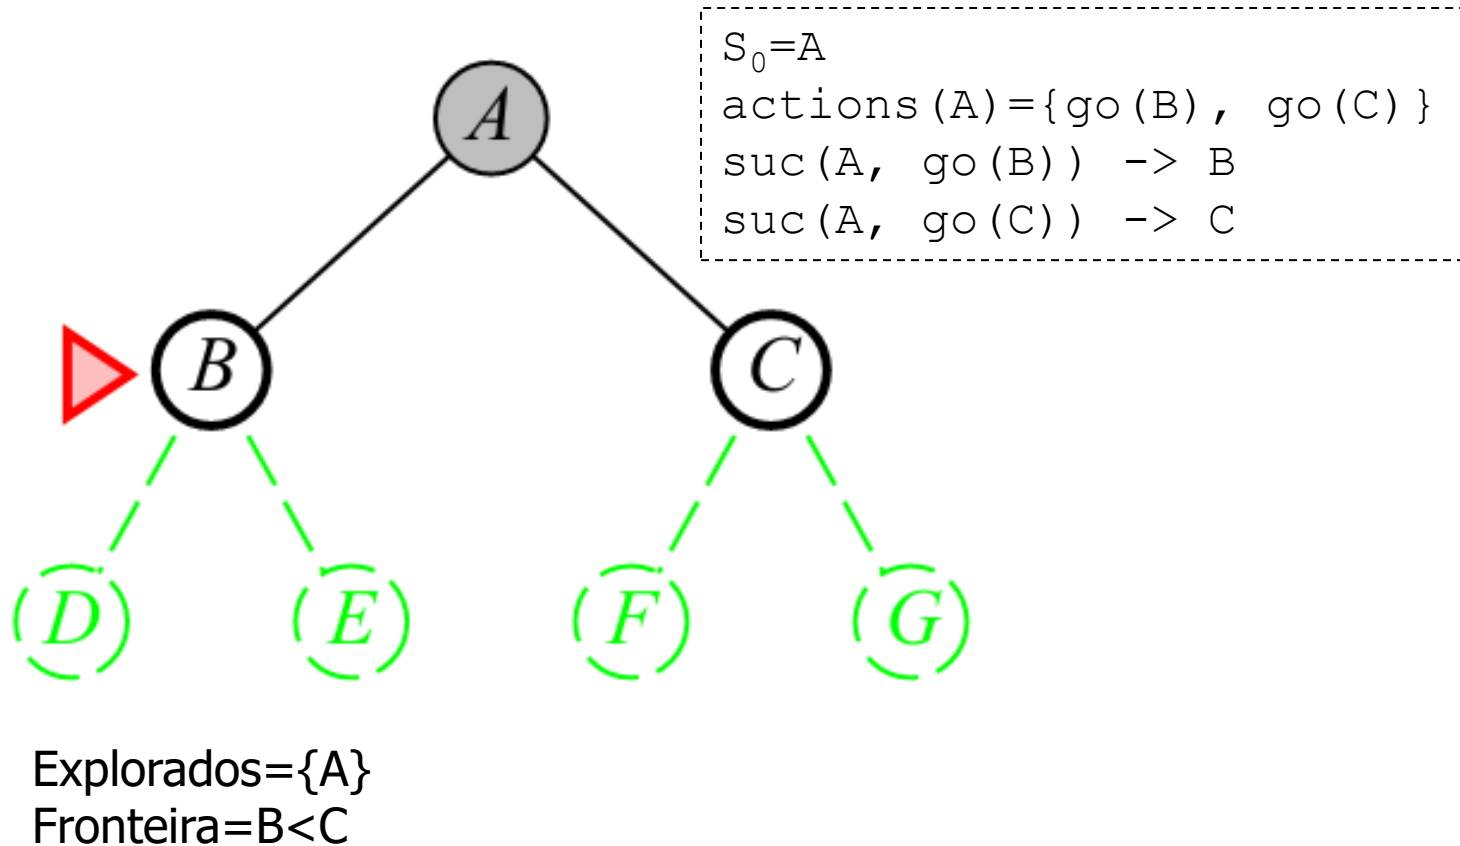 S₀=A
actions(A)={go(B), go(C)}
suc(A, go(B)) -> B
suc(A, go(C)) -> C
A
B
C
D
E
F
G
Explorados={A}
Fronteira=B<C